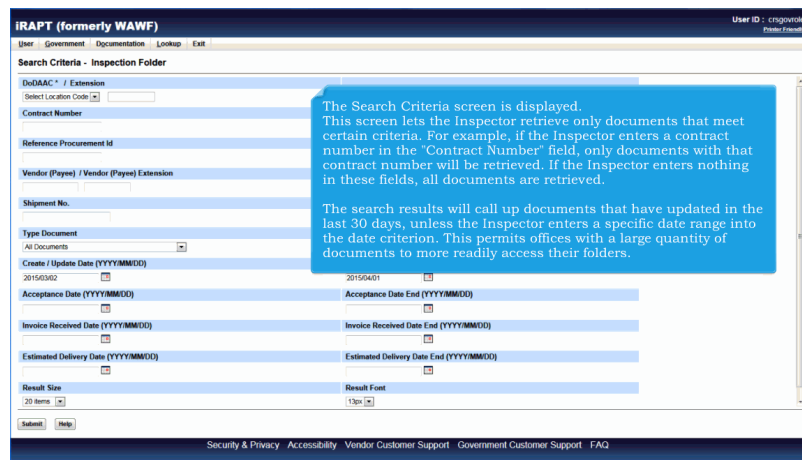 iRAPT (formerly WAWF)
User ID : crsgovrole
Printer Friendl
User Government Documentation Lookup Exit
Search Criteria - Inspection Folder
DoDAAC * / Extension
Select Location Code
Contract Number
Reference Procurement Id
Vendor (Payee) / Vendor (Payee) Extension
Shipment No.
Type Document
All Documents
The Search Criteria screen is displayed.
This screen lets the Inspector retrieve only documents that meet
certain criteria. For example, if the Inspector enters a contract
number in the "Contract Number" field, only documents with that
contract number will be retrieved. If the Inspector enters nothing
in these fields, all documents are retrieved.
The search results will call up documents that have updated in the
last 30 days, unless the Inspector enters a specific date range into
the date criterion. This permits offices with a large quantity of
documents to more readily access their folders.
Create / Update Date (YYYY/MM/DD)
2015/03/02 2015/04/01
Acceptance Date (YYYY/MM/DD) Acceptance Date End (YYYY/MM/DD)
Invoice Received Date (YYYY/MM/DD) Invoice Received Date End (YYYY/MM/DD)
Estimated Delivery Date (YYYY/MM/DD) Estimated Delivery Date End (YYYY/MM/DD)
Result Size Result Font
20 items 13px
Submit Help
Security & Privacy Accessibility Vendor Customer Support Government Customer Support FAQ